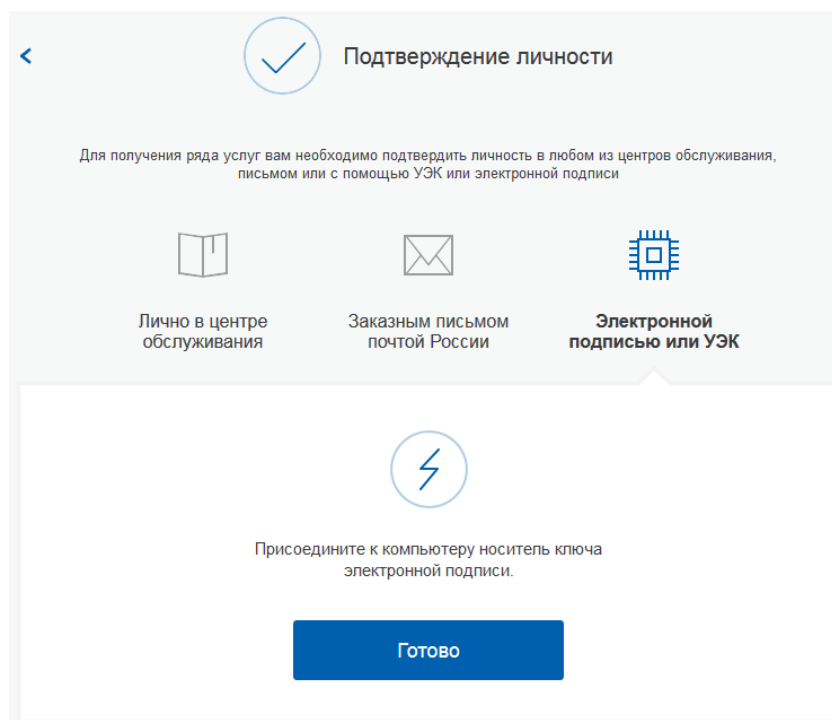 Подтверждение личности
Для получения ряда услуг вам необходимо подтвердить личность в любом из центров обслуживания,
письмом или с помощью УЭК или электронной подписи
Лично в центре
обслуживания
Заказным письмом
почтой России
Электронной
подписью или УЭК
Присоедините к компьютеру носитель ключа
электронной подписи.
Готово